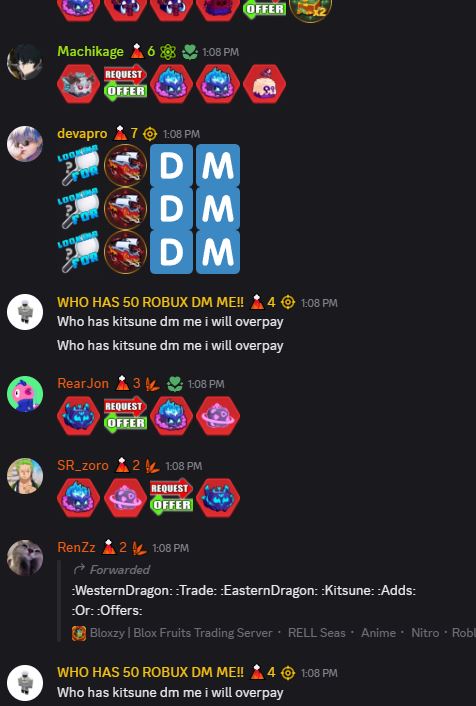 OFFER
x2
Machikage 6 1:08 PM
REQUEST
OFFER
devapro 7 1:08 PM
LOOKING FOR D M
LOOKING FOR D M
LOOKING FOR D M
WHO HAS 50 ROBUX DM ME!! 4 1:08 PM
Who has kitsune dm me i will overpay
Who has kitsune dm me i will overpay
RearJon 3 1:08 PM
REQUEST
OFFER
SR_zoro 2 1:08 PM
REQUEST
OFFER
RenZz 2 1:08 PM
Forwarded
:WesternDragon: :Trade: :EasternDragon: :Kitsune: :Adds:
:Or: :Offers:
Bloxzy | Blox Fruits Trading Server • RELL Seas • Anime • Nitro • Robl
WHO HAS 50 ROBUX DM ME!! 4 1:08 PM
Who has kitsune dm me i will overpay